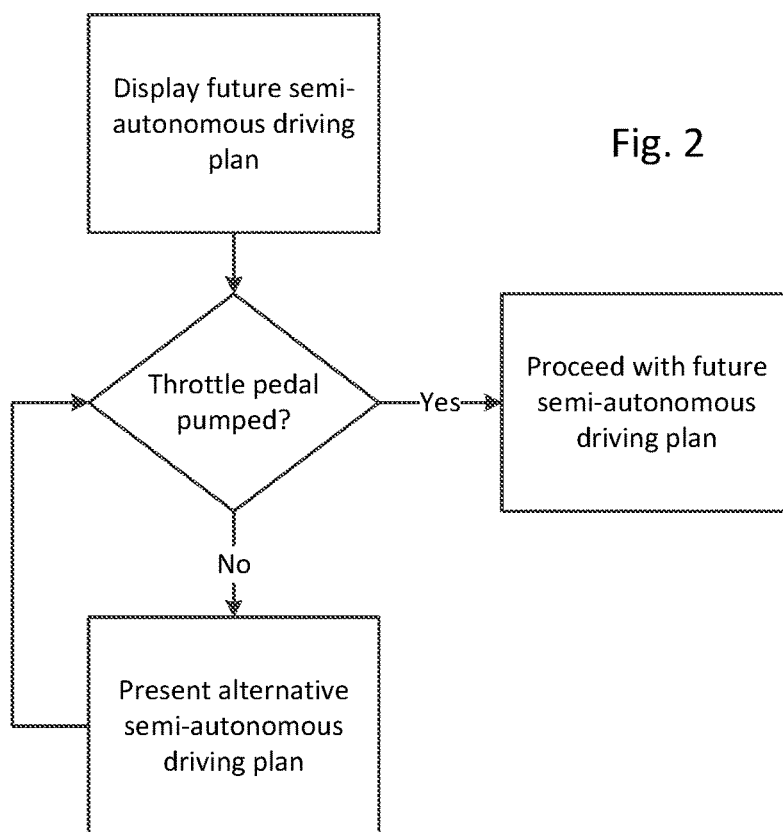 Display future semi-
autonomous driving
plan
Fig. 2
Throttle pedal
pumped?
Yes
Proceed with future
semi-autonomous
driving plan
No
Present alternative
semi-autonomous
driving plan